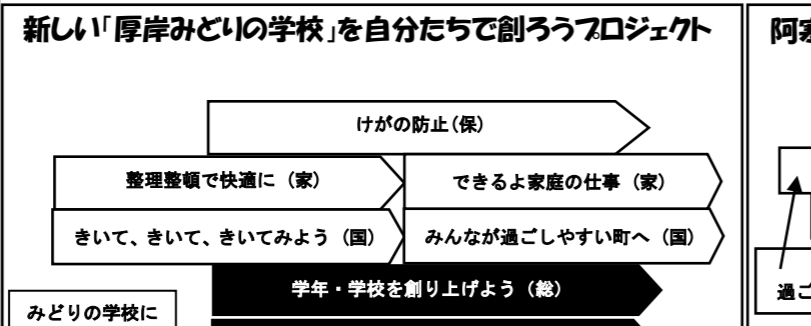 新しい「厚岸みどりの学校」を自分たちで創ろうプロジェクト
けがの防止（保）
整理整頓で快適に（家）
できるよ家庭の仕事（家）
きいて、きいて、きいてみよう（国）
みんなが過ごしやすい町へ（国）
学年・学校を創り上げよう（総）
みどりの学校に
阿寒
過ご